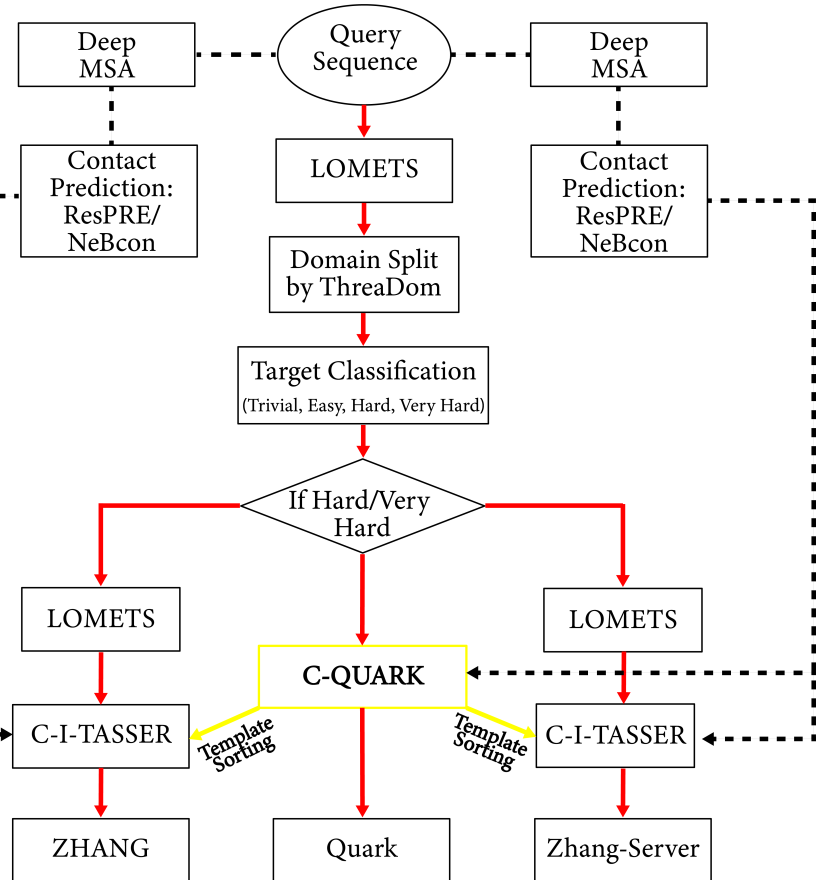 Deep
MSA
Query
Sequence
Deep
MSA
Contact
Prediction:
ResPRE/
NeBcon
LOMETS
Contact
Prediction:
ResPRE/
NeBcon
Domain Split
by ThreaDom
Target Classification
(Trivial, Easy, Hard, Very Hard)
If Hard/Very
Hard
LOMETS
LOMETS
C-QUARK
C-I-TASSER
Template
Sorting
Template
Sorting
C-I-TASSER
ZHANG
Quark
Zhang-Server